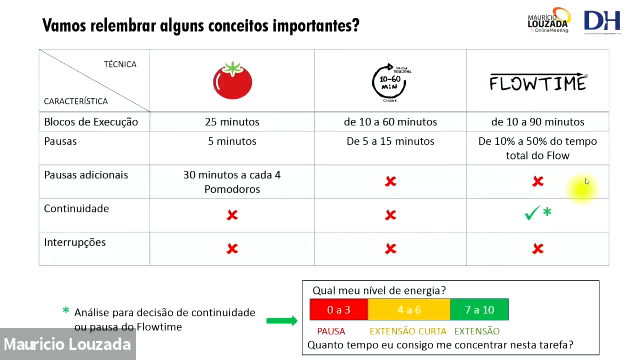 Vamos relembrar alguns conceitos importantes?
MAURÍCIO
LOUZADA
#OnlineMeeting
DH
TÉCNICA
CARACTERÍSTICA
10-60
MIN
CHUNK
FLOWTIME
Blocos de Execução 25 minutos de 10 a 60 minutos de 10 a 90 minutos
Pausas 5 minutos De 5 a 15 minutos De 10% a 50% do tempo
total do Flow
Pausas adicionais 30 minutos a cada 4
Pomodoros
Continuidade *
Interrupções
* Análise para decisão de continuidade
ou pausa do Flowtime
Qual meu nível de energia?
0 a 3 4 a 6 7 a 10
PAUSA EXTENSÃO CURTA EXTENSÃO
Quanto tempo eu consigo me concentrar nesta tarefa?
Maurício Louzada